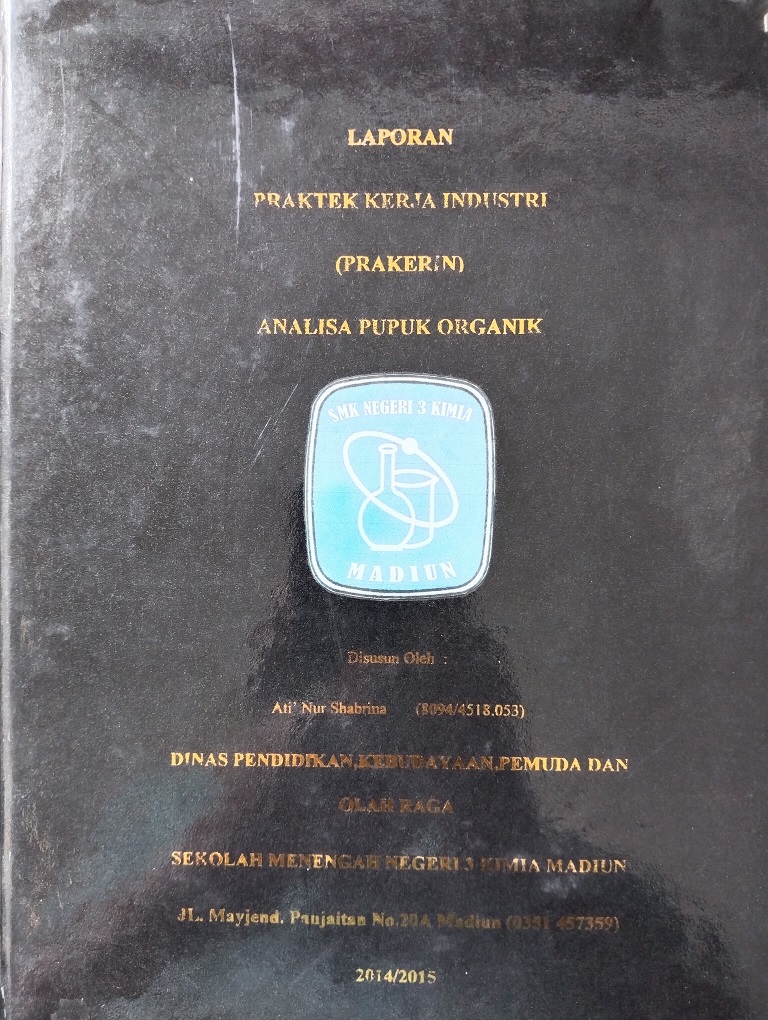 LAPORAN
PRAKTEK KERJA INDUSTRI
(PRAKERIN)
ANALISA PUPUK ORGANIK
SMK NEGERI 3 KIMIA
MADIUN
Disusun Oleh :
Ati' Nur Shabrina (8094/4518.053)
DINAS PENDIDIKAN,KEBUDAYAAN,PEMUDA DAN
OLAH RAGA
SEKOLAH MENENGAH NEGERI 3 KIMIA MADIUN
JL. Mayjend. Panjaitan No.20A Madiun (0351 457359)
2014/2015